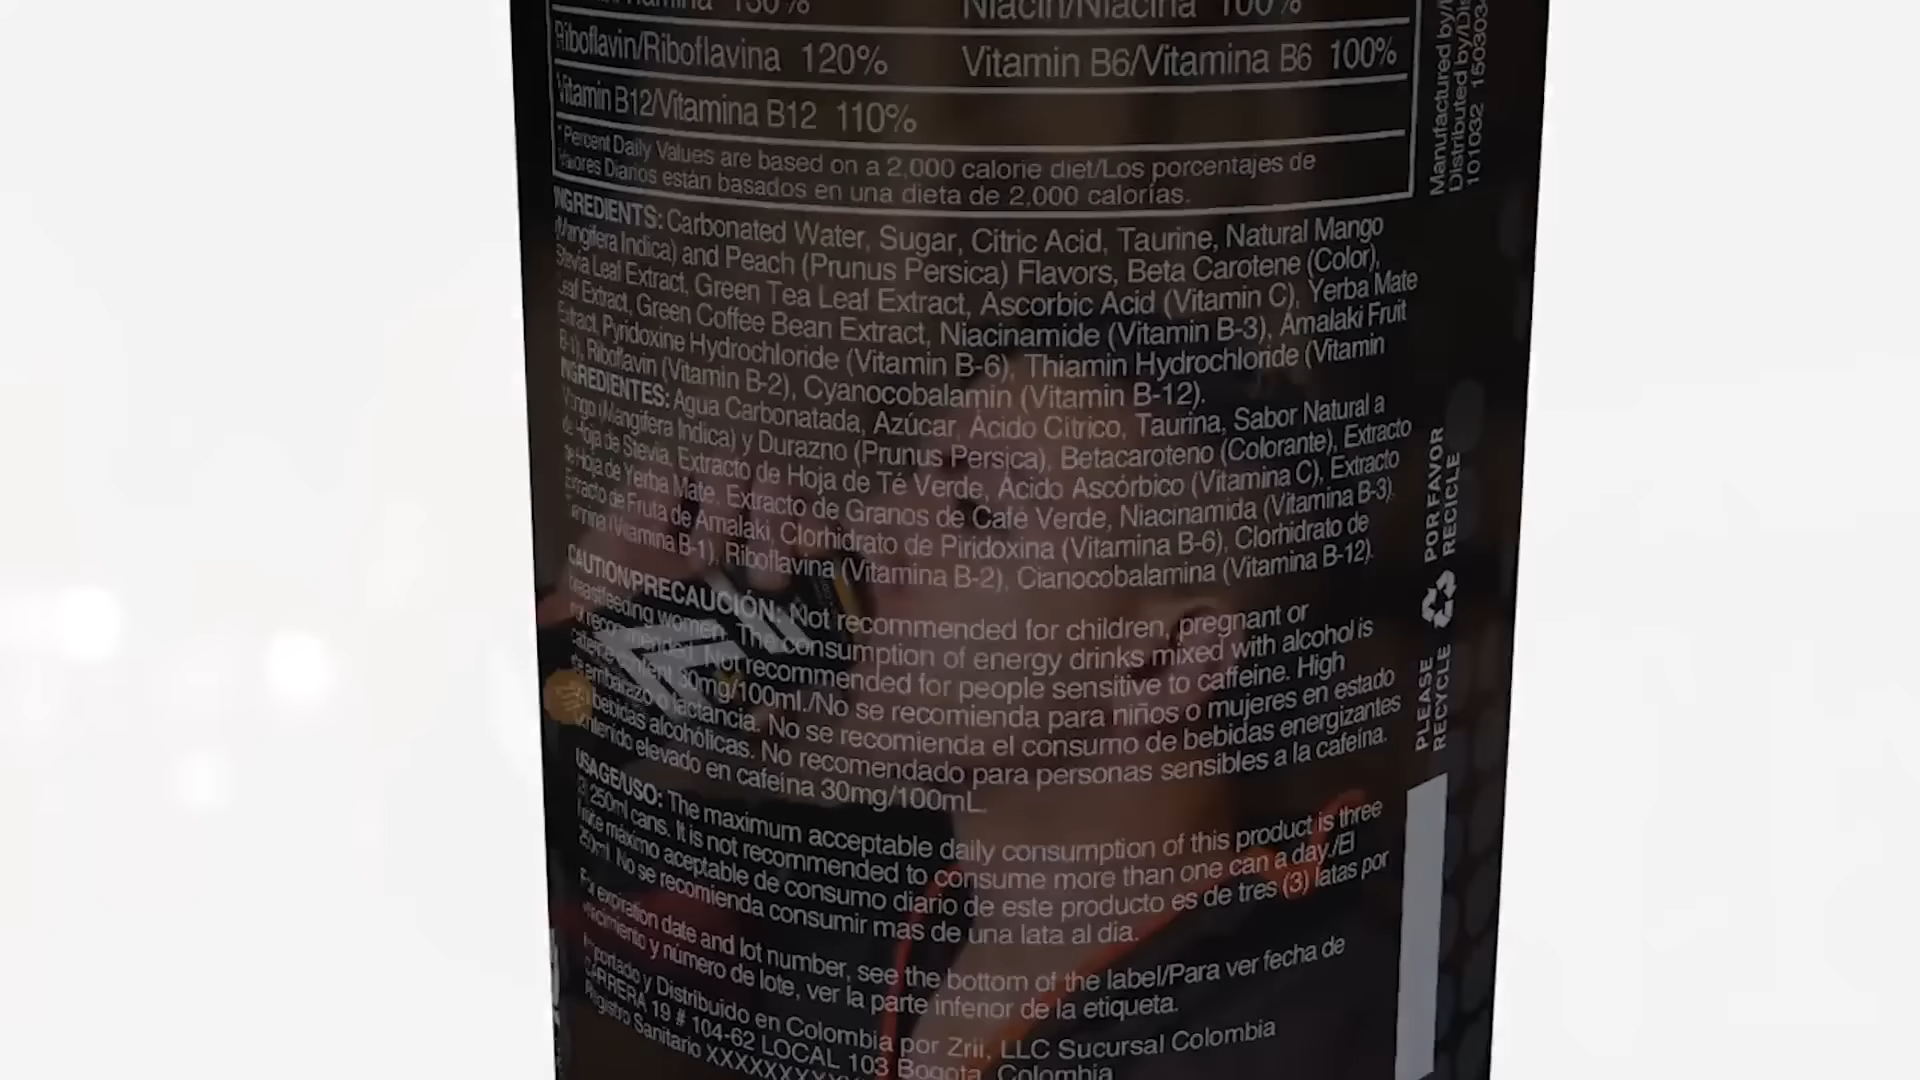 130% Niacin/Niacina 100%
Riboflavin/Riboflavina 120% Vitamin B6/Vitamina B6 100%
Vitamin B12/Vitamina B12 110%
*Percent Daily Values are based on a 2,000 calorie diet/Los porcentajes de
Valores Diarios están basados en una dieta de 2,000 calorías.
INGREDIENTS: Carbonated Water, Sugar, Citric Acid, Taurine, Natural Mango
(Mangifera Indica) and Peach (Prunus Persica) Flavors, Beta Carotene (Color),
Stevia Leaf Extract, Green Tea Leaf Extract, Ascorbic Acid (Vitamin C), Yerba Mate
Leaf Extract, Green Coffee Bean Extract, Niacinamide (Vitamin B-3), Amalaki Fruit
Extract, Pyridoxine Hydrochloride (Vitamin B-6), Thiamin Hydrochloride (Vitamin
B-1), Riboflavin (Vitamin B-2), Cyanocobalamin (Vitamin B-12).
INGREDIENTES: Agua Carbonatada, Azúcar, Ácido Cítrico, Taurina, Sabor Natural a
Mango (Mangifera Indica) y Durazno (Prunus Persica), Betacaroteno (Colorante), Extracto
de Hoja de Stevia, Extracto de Hoja de Té Verde, Ácido Ascórbico (Vitamina C), Extracto
de Hoja de Yerba Mate, Extracto de Granos de Café Verde, Niacinamida (Vitamina B-3)
Extracto de Fruta de Amalaki, Clorhidrato de Piridoxina (Vitamina B-6), Clorhidrato de
Tiamina (Vitamina B-1), Riboflavina (Vitamina B-2), Cianocobalamina (Vitamina B-12).
CAUTION/PRECAUCIÓN: Not recommended for children, pregnant or
breastfeeding women. The consumption of energy drinks mixed with alcohol is
not recommended. Not recommended for people sensitive to caffeine. High
caffeine content 30mg/100ml./No se recomienda para niños o mujeres en estado
de embarazo o lactancia. No se recomienda el consumo de bebidas energizantes
bebidas alcohólicas. No recomendado para personas sensibles a la cafeína.
Contenido elevado en cafeína 30mg/100mL.
USAGE/USO: The maximum acceptable daily consumption of this product is three
(3) 250ml cans. It is not recommended to consume more than one can a day./El
límite máximo aceptable de consumo diario de este producto es de tres (3) latas por
250ml. No se recomienda consumir mas de una lata al día.
For expiration date and lot number, see the bottom of the label/Para ver fecha de
vencimiento y número de lote, ver la parte inferior de la etiqueta.
Importado y Distribuido en Colombia por Zrii, LLC Sucursal Colombia
CARRERA 19 # 104-62 LOCAL 103 Bogota, Colombia
Registro Sanitario XXXXXXXXX
Manufactured by/
Distributed by/Dis
101032 150303
PLEASE RECYCLE
POR FAVOR RECICLE